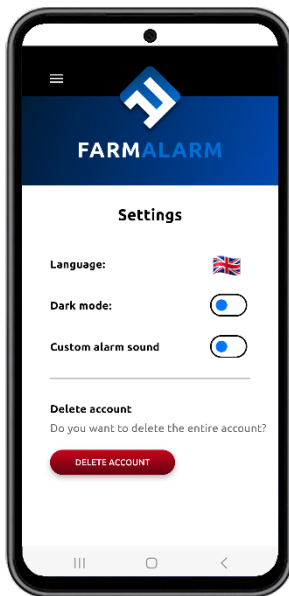 FARMALARM
Settings
Language:
Dark mode:
Custom alarm sound
Delete account
Do you want to delete the entire account?
DELETE ACCOUNT